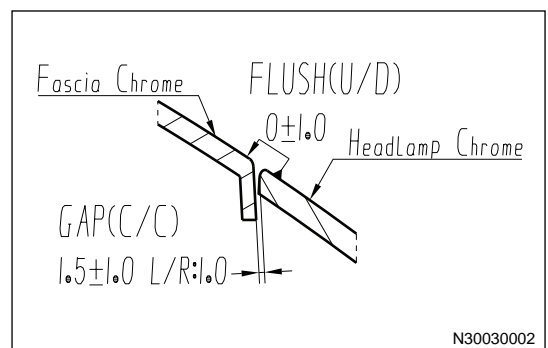 Fascia Chrome
FLUSH(U/D)
0±1.0
HeadLamp Chrome
GAP(C/C)
1.5±1.0 L/R:1.0
N30030002